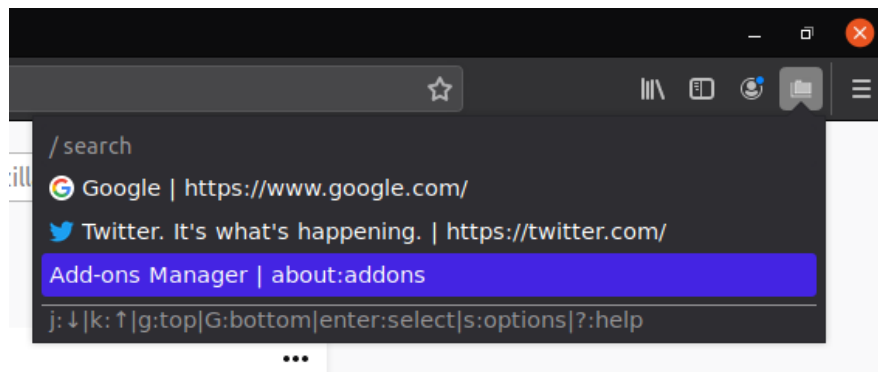 / search
ill
Google | https://www.google.com/
Twitter. It's what's happening. | https://twitter.com/
Add-ons Manager | about:addons
j:↓|k:↑|g:top|G:bottom|enter:select|s:options|?:help